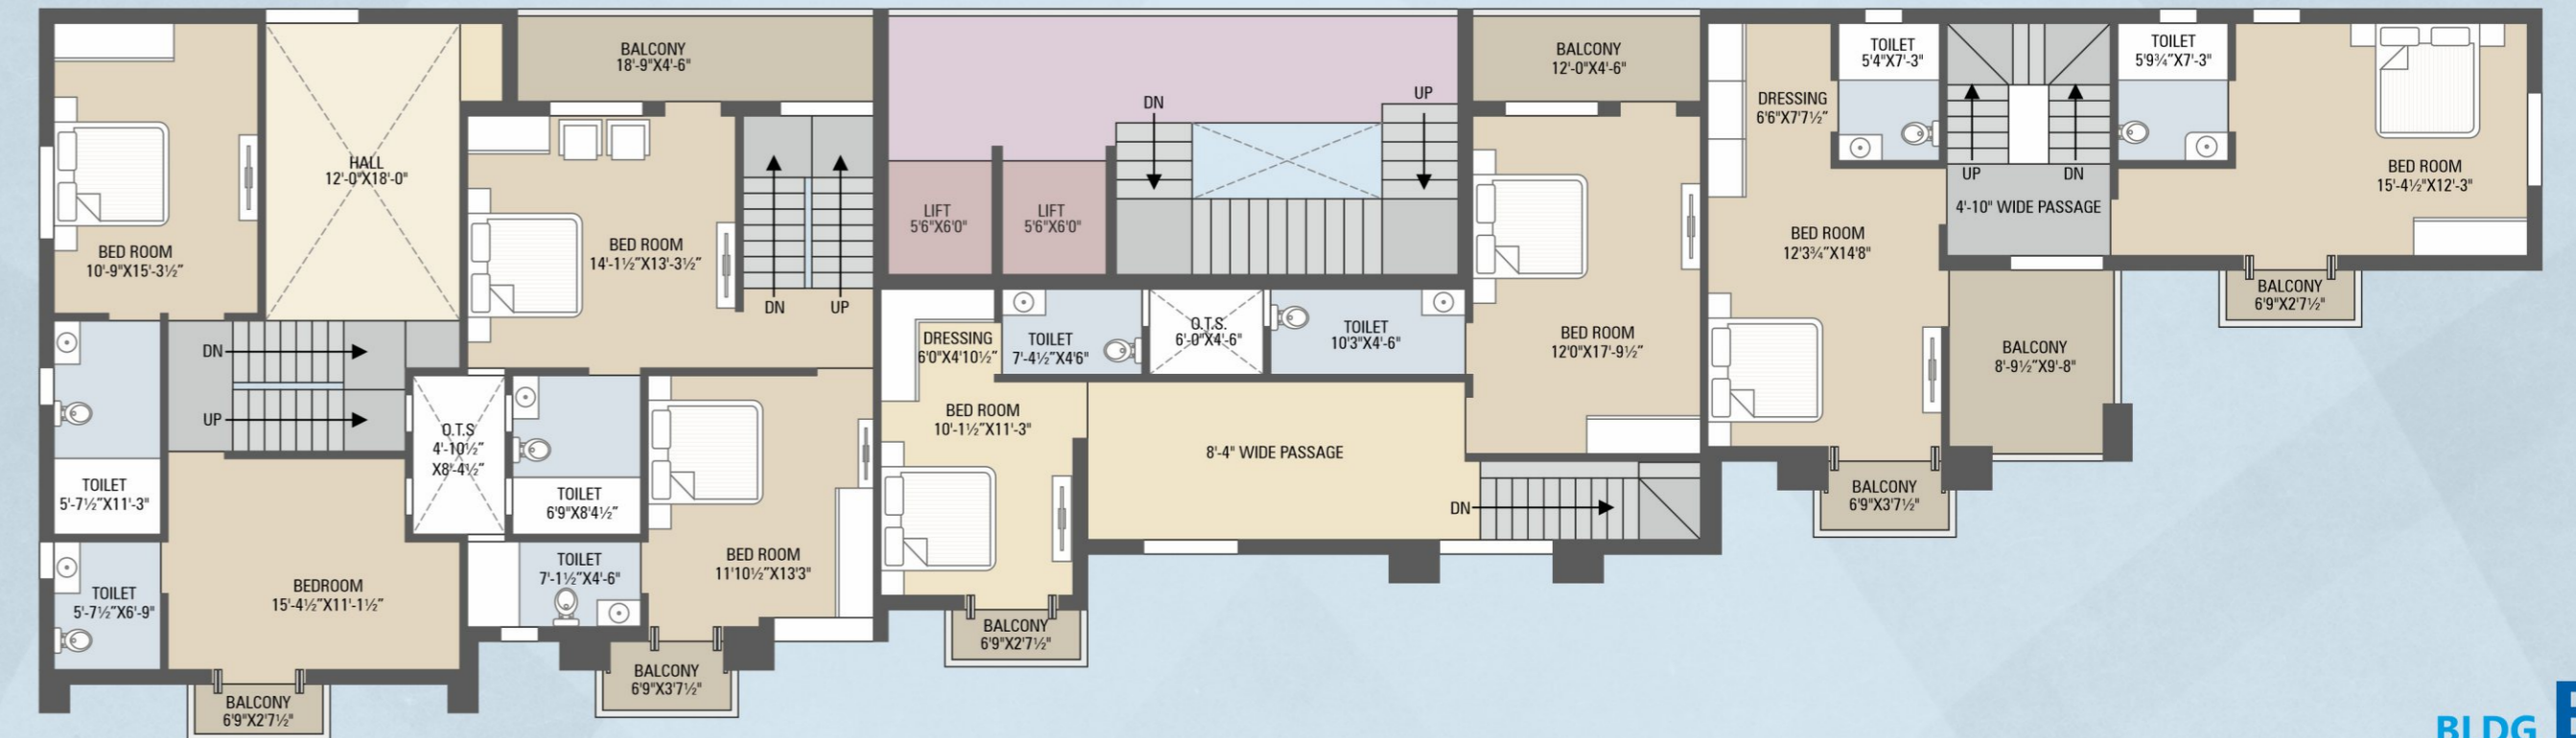 BED ROOM
10'-9"X15'-3½"
HALL
12'-0"X18'-0"
BALCONY
18'-9"X4'-6"
BED ROOM
14'-1½"X13'-3½"
DN
UP
DN
UP
TOILET
5'-7½"X11'-3"
TOILET
5'-7½"X6'-9"
BEDROOM
15'-4½"X11'-1½"
BALCONY
6'9"X2'7½"
O.T.S
4'-10½"
X8'-4½"
TOILET
6'9"X8'4½"
TOILET
7'-1½"X4'-6"
BED ROOM
11'10½"X13'3"
BALCONY
6'9"X3'7½"
LIFT
5'6"X6'0"
LIFT
5'6"X6'0"
DN
UP
DRESSING
6'0"X4'10½"
TOILET
7'-4½"X4'6"
O.T.S.
6'-0"X4'-6"
TOILET
10'3"X4'-6"
BED ROOM
10'-1½"X11'-3"
8'-4" WIDE PASSAGE
DN
BALCONY
6'9"X2'7½"
BALCONY
12'-0"X4'-6"
BED ROOM
12'0"X17'-9½"
DRESSING
6'6"X7'7½"
TOILET
5'4"X7'-3"
BED ROOM
12'3¾"X14'8"
BALCONY
6'9"X3'7½"
UP
DN
4'-10" WIDE PASSAGE
BALCONY
8'-9½"X9'-8"
TOILET
5'9¾"X7'-3"
BED ROOM
15'-4½"X12'-3"
BALCONY
6'9"X2'7½"
BLDG